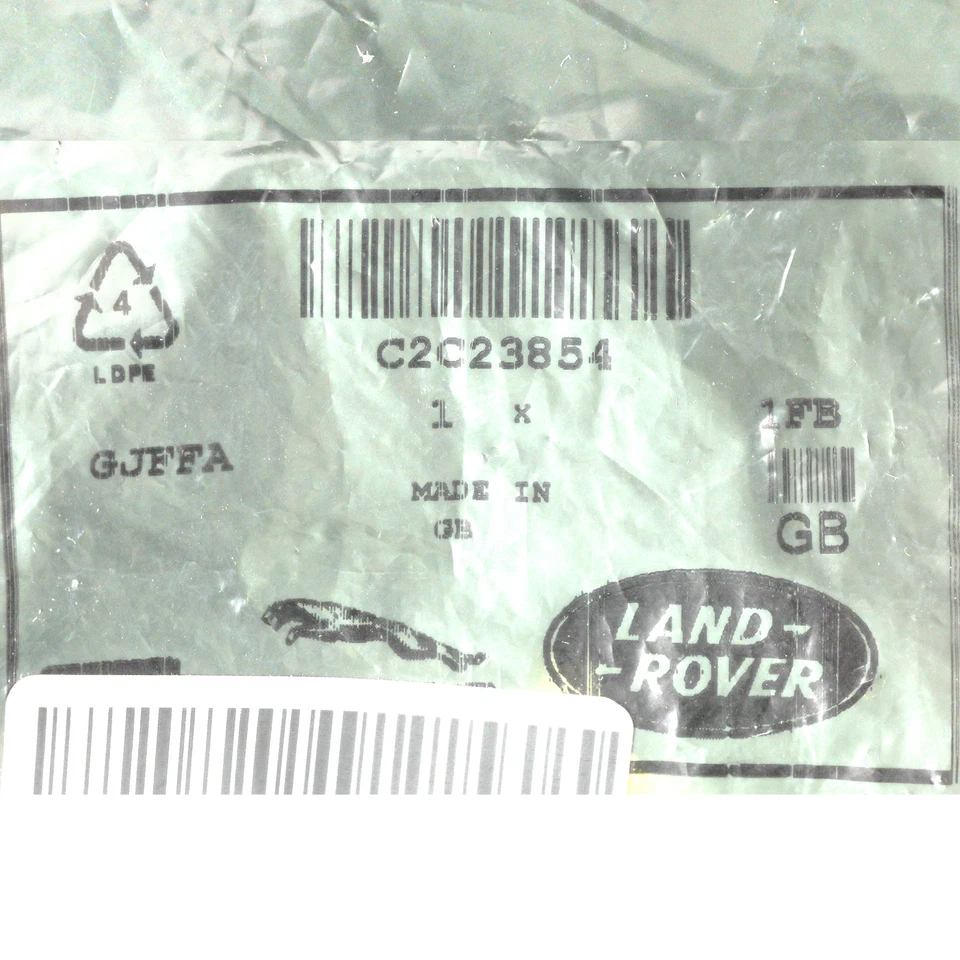 4
LDPE
C2C23854
1 x
1FB
GJFFA
MADE IN
GB
GB
LAND-
-ROVER